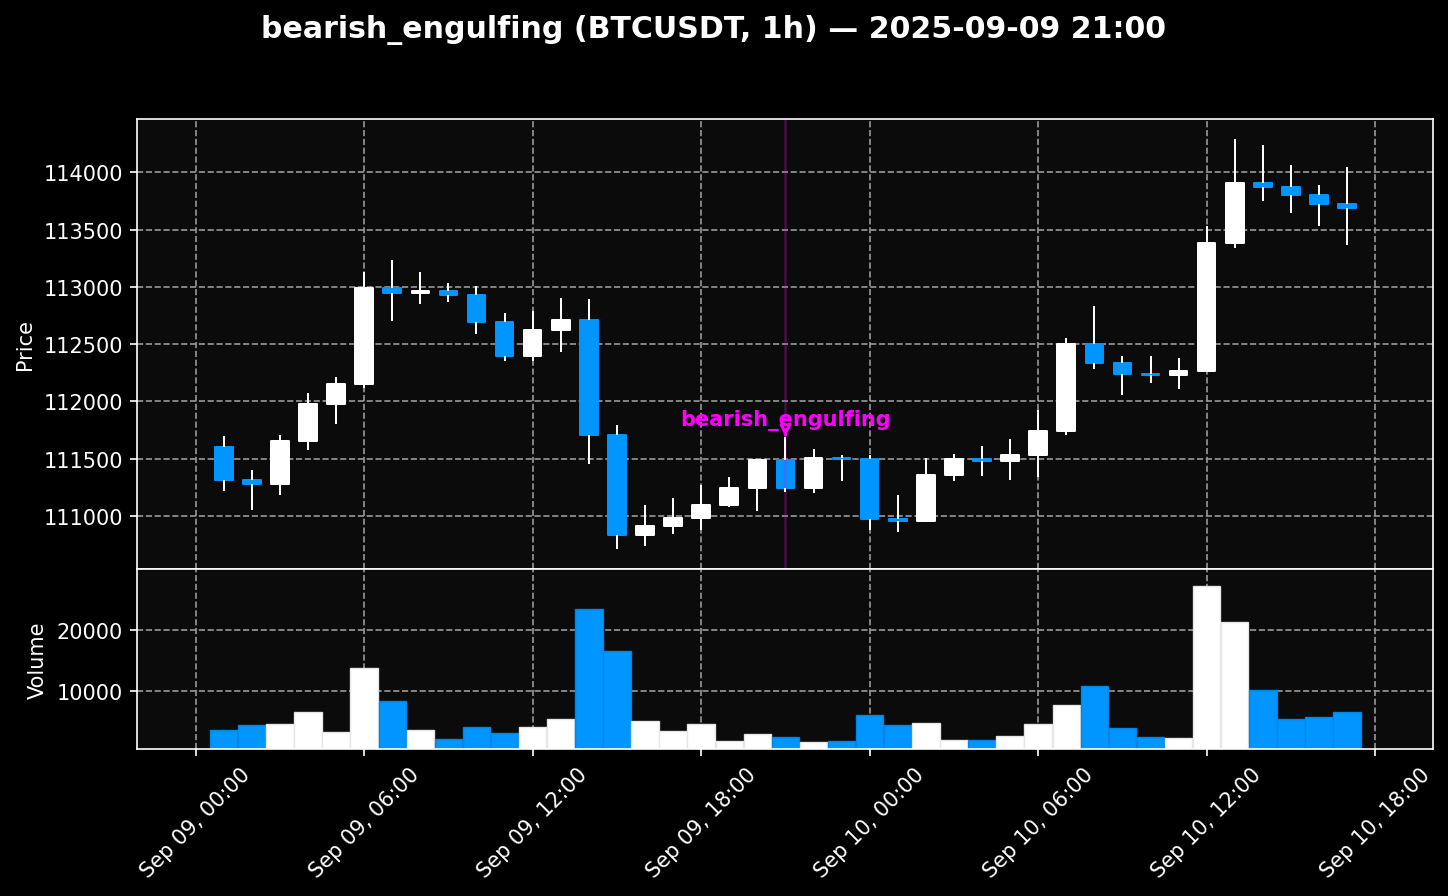 bearish_engulfing (BTCUSDT, 1h) — 2025-09-09 21:00
114000
113500
113000
112500
112000
111500
111000
Price
bearish_engulfing
20000
10000
Volume
Sep 09, 00:00
Sep 09, 06:00
Sep 09, 12:00
Sep 09, 18:00
Sep 10, 00:00
Sep 10, 06:00
Sep 10, 12:00
Sep 10, 18:00